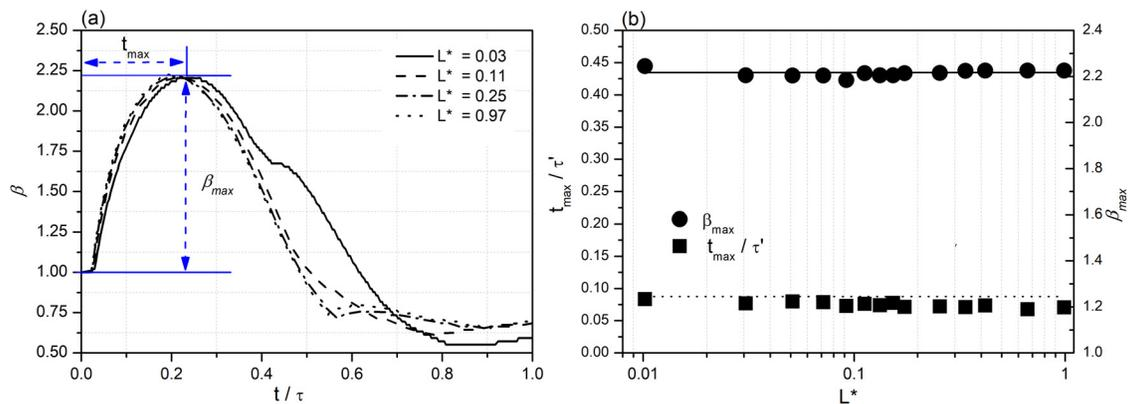 (a)
2.50
2.25
2.00
1.75
1.50
1.25
1.00
0.75
0.50
β
t_max
β_max
L* = 0.03
L* = 0.11
L* = 0.25
L* = 0.97
0.0 0.2 0.4 0.6 0.8 1.0
t / τ
(b)
0.50
0.45
0.40
0.35
0.30
0.25
0.20
0.15
0.10
0.05
0.00
t_max / τ'
β_max
t_max / τ'
2.4
2.2
2.0
1.8
1.6
1.4
1.2
1.0
β_max
0.01 0.1 1
L*